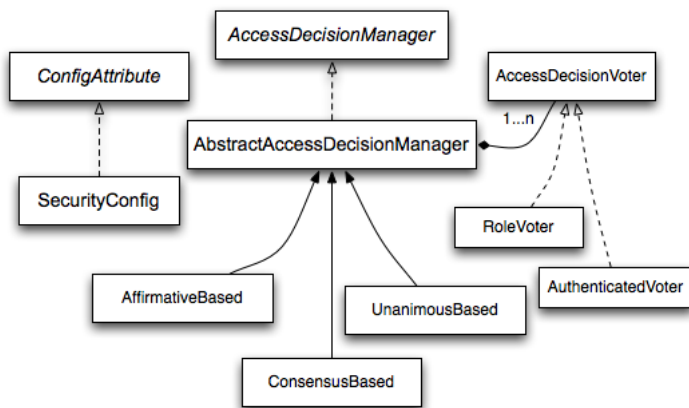 AccessDecisionManager
ConfigAttribute
AccessDecisionVoter
1...n
AbstractAccessDecisionManager
SecurityConfig
RoleVoter
AffirmativeBased
UnanimousBased
AuthenticatedVoter
ConsensusBased